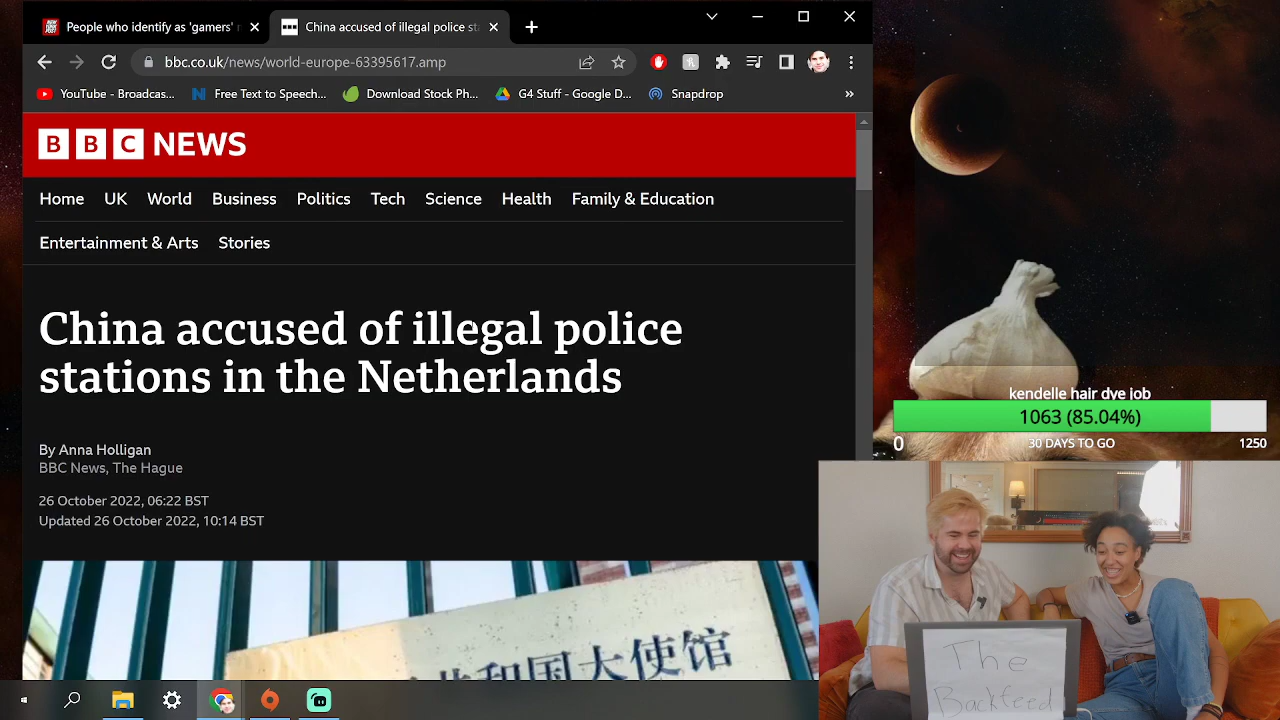 People who identify as 'gamers'
China accused of illegal police st
bbc.co.uk/news/world-europe-63395617.amp
YouTube - Broadcas...
Free Text to Speech...
Download Stock Ph...
G4 Stuff - Google D...
Snapdrop
BBC NEWS
Home UK World Business Politics Tech Science Health Family & Education
Entertainment & Arts Stories
China accused of illegal police
stations in the Netherlands
By Anna Holligan
BBC News, The Hague
26 October 2022, 06:22 BST
Updated 26 October 2022, 10:14 BST
和国大使馆
kendelle hair dye job
1063 (85.04%)
0 30 DAYS TO GO 1250
The
Backfeed